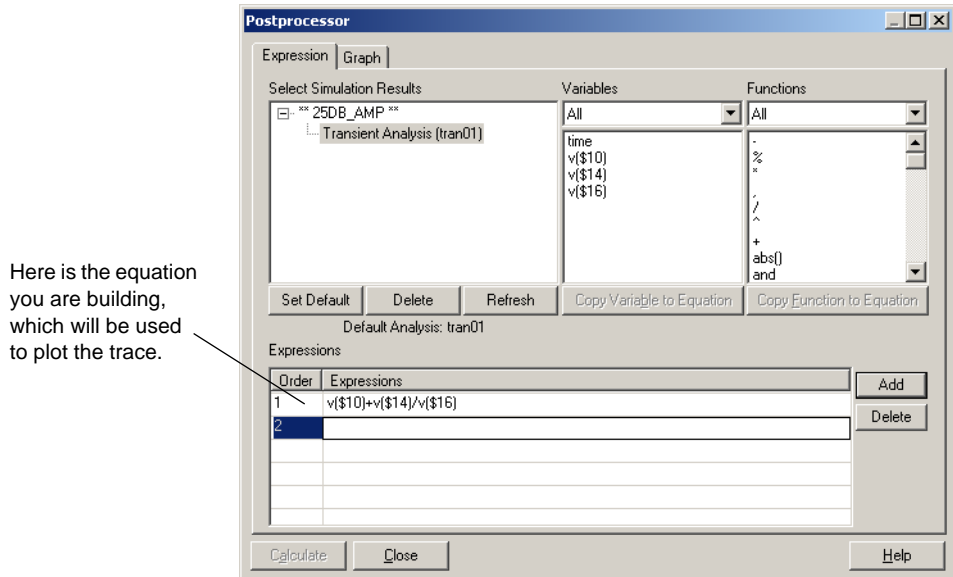 Postprocessor
Expression Graph
Select Simulation Results Variables Functions
** 25DB_AMP ** All All
Transient Analysis (tran01)
time
v($10)
v($14)
v($16)
-
%
*
,
/
^
+
abs()
and
Here is the equation
you are building,
which will be used
to plot the trace.
Set Default Delete Refresh Copy Variable to Equation Copy Function to Equation
Default Analysis: tran01
Expressions
Order Expressions
1 v($10)+v($14)/v($16)
2
Add
Delete
Calculate Close Help